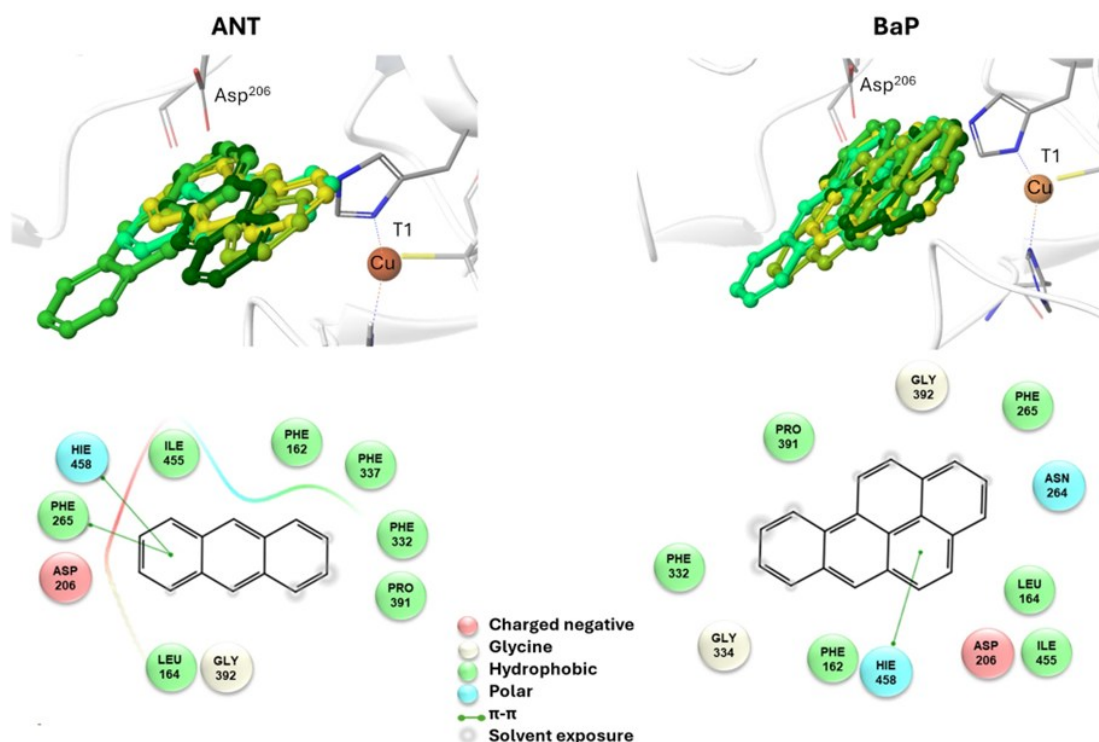 ANT
BaP
Asp206
T1
Cu
Asp206
T1
Cu
HIE
458
ILE
455
PHE
162
PHE
337
PHE
265
PHE
332
ASP
206
PRO
391
LEU
164
GLY
392
Charged negative
Glycine
Hydrophobic
Polar
π-π
Solvent exposure
GLY
392
PHE
265
PRO
391
ASN
264
PHE
332
LEU
164
GLY
334
PHE
162
HIE
458
ASP
206
ILE
455